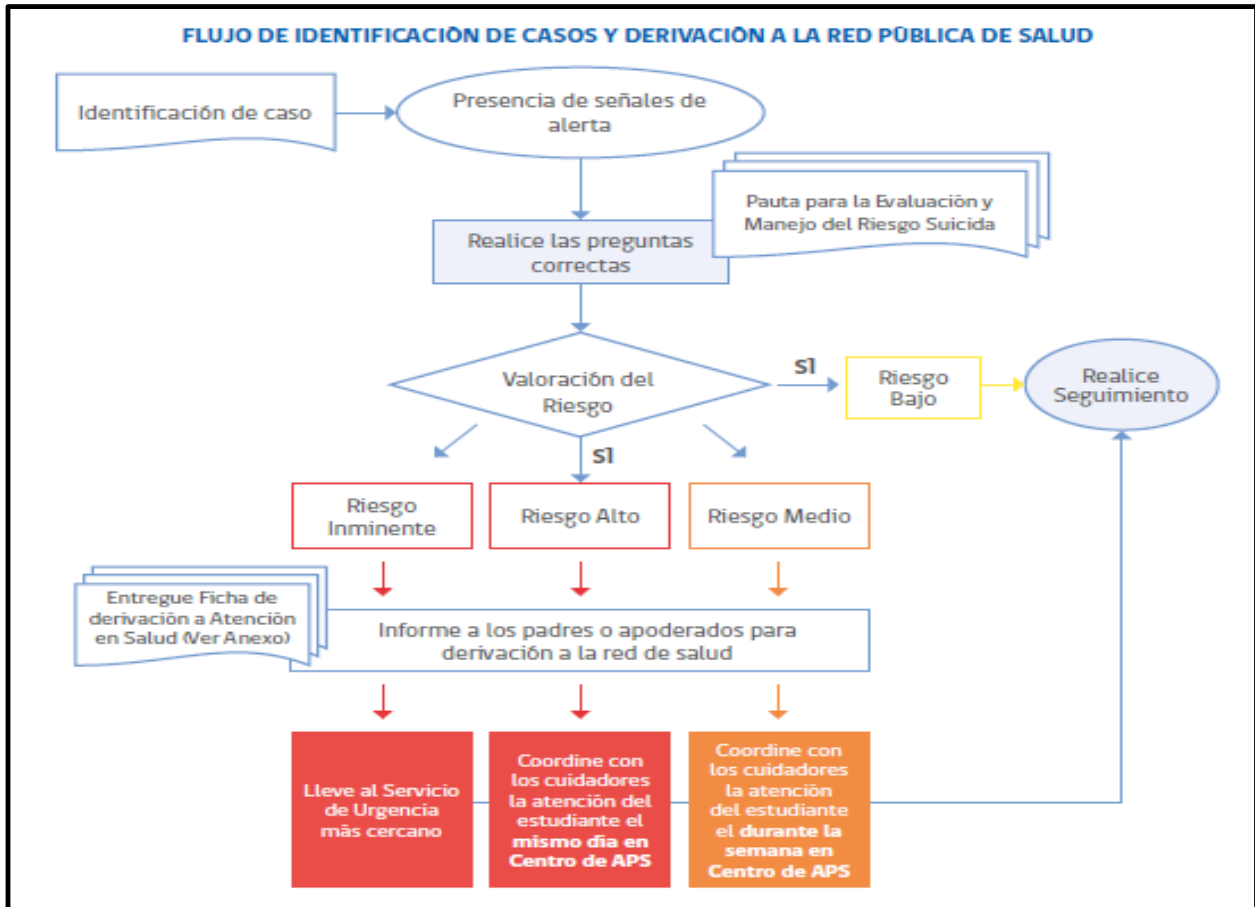 FLUJO DE IDENTIFICACIÓN DE CASOS Y DERIVACIÓN A LA RED PÚBLICA DE SALUD
Identificación de caso
Presencia de señales de
alerta
Pauta para la Evaluación y
Manejo del Riesgo Suicida
Realice las preguntas
correctas
Valoración del
Riesgo
SÍ
Riesgo
Bajo
Realice
Seguimiento
SÍ
Riesgo
Inminente
Riesgo Alto
Riesgo Medio
Entregue Ficha de
derivación a Atención
en Salud (Ver Anexo)
Informe a los padres o apoderados para
derivación a la red de salud
Lleve al Servicio
de Urgencia
más cercano
Coordine con
los cuidadores
la atención del
estudiante el
mismo día en
Centro de APS
Coordine con
los cuidadores
la atención
del estudiante
el durante la
semana en
Centro de APS